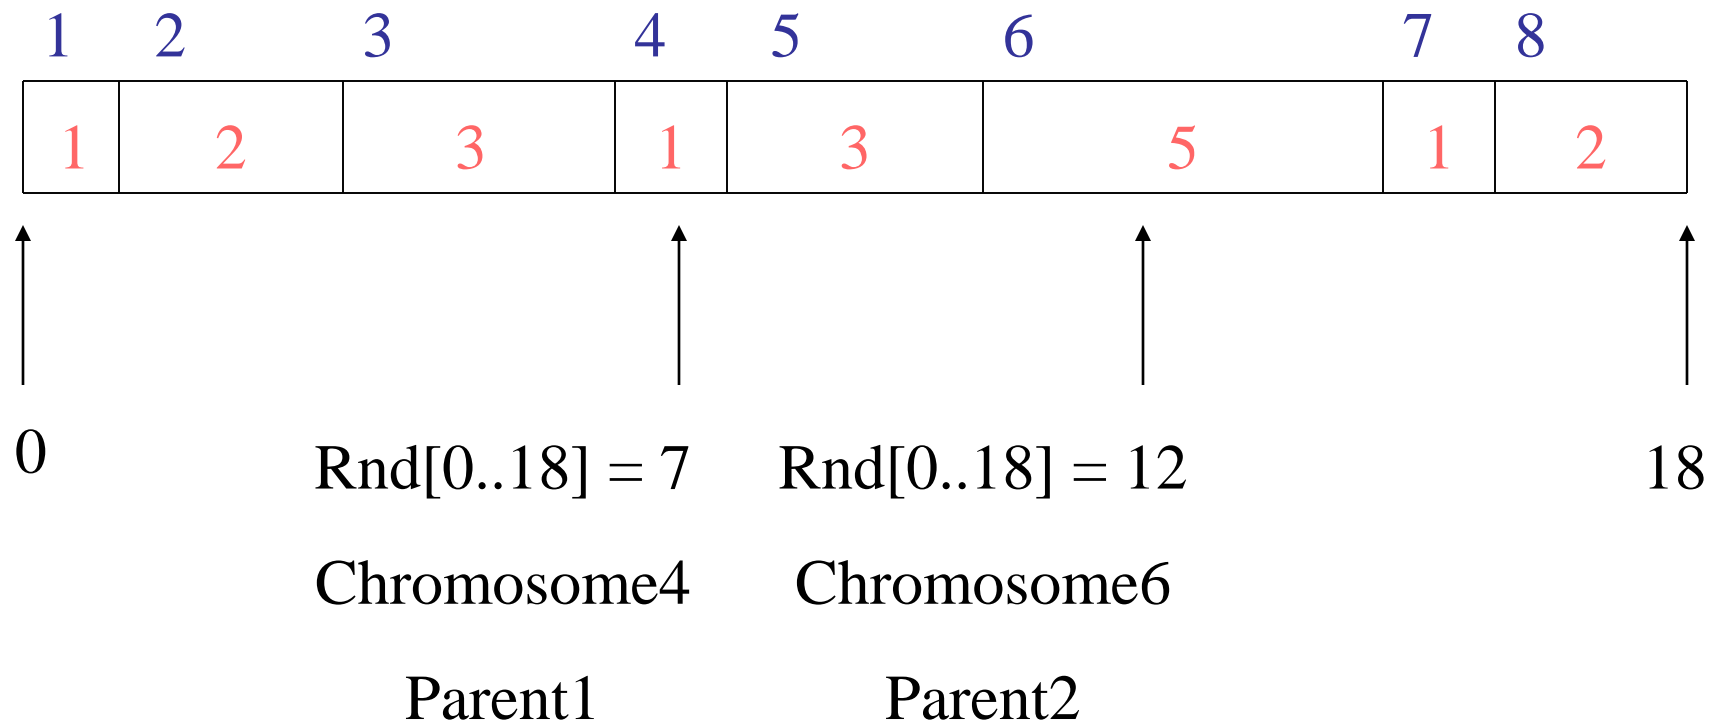 1 2 3 4 5 6 7 8
1 2 3 1 3 5 1 2
0 Rnd[0..18] = 7 Rnd[0..18] = 12 18
Chromosome4 Chromosome6
Parent1 Parent2